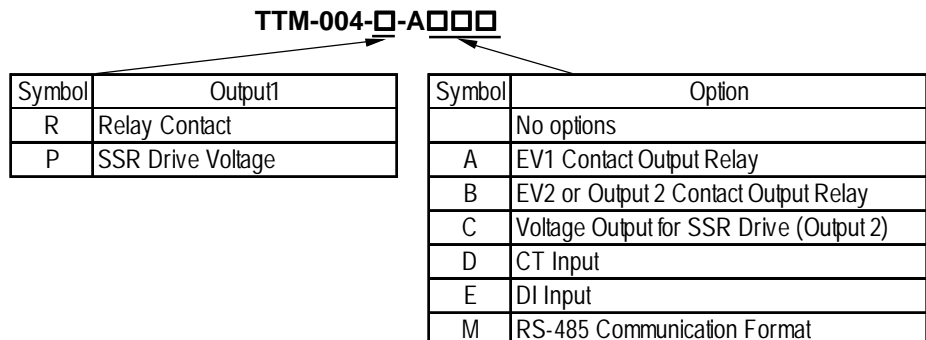 TTM-004-□-A□□□
Symbol Output1
R Relay Contact
P SSR Drive Voltage
Symbol Option
No options
A EV1 Contact Output Relay
B EV2 or Output 2 Contact Output Relay
C Voltage Output for SSR Drive (Output 2)
D CT Input
E DI Input
M RS-485 Communication Format